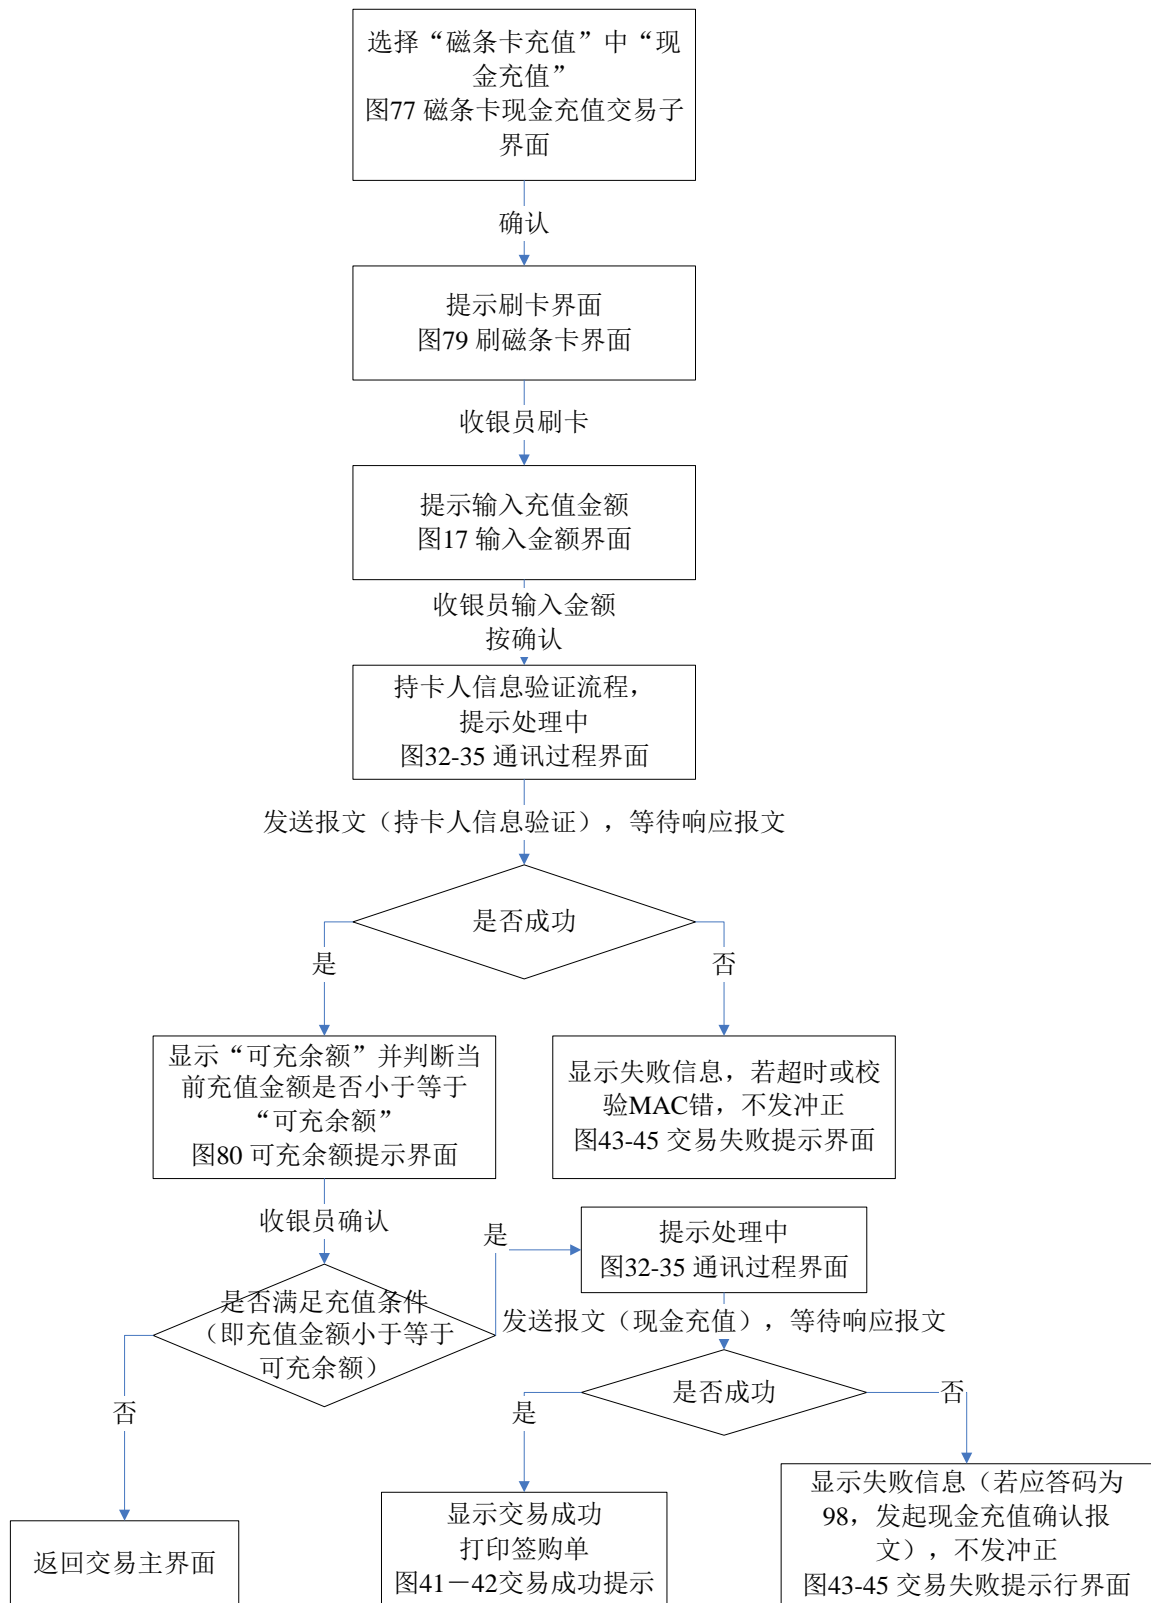 选择“磁条卡充值”中“现
金充值”
图77 磁条卡现金充值交易子
界面
确认
提示刷卡界面
图79 刷磁条卡界面
收银员刷卡
提示输入充值金额
图17 输入金额界面
收银员输入金额
按确认
持卡人信息验证流程，
提示处理中
图32-35 通讯过程界面
发送报文（持卡人信息验证），等待响应报文
是否成功
是
否
显示“可充余额”并判断当
前充值金额是否小于等于
“可充余额”
图80 可充余额提示界面
显示失败信息，若超时或校
验MAC错，不发冲正
图43-45 交易失败提示界面
收银员确认
是
提示处理中
图32-35 通讯过程界面
是否满足充值条件
（即充值金额小于等于
可充余额）
发送报文（现金充值），等待响应报文
是否成功
否
是
否
返回交易主界面
显示交易成功
打印签购单
图41－42交易成功提示
显示失败信息（若应答码为
98，发起现金充值确认报
文），不发冲正
图43-45 交易失败提示行界面